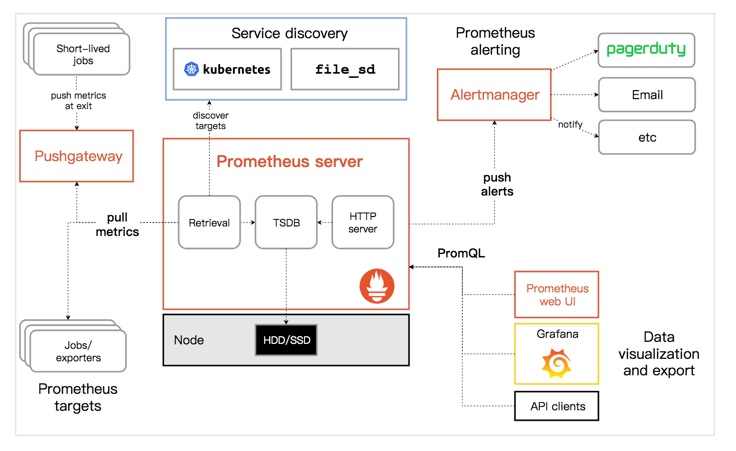 Short-lived
jobs
push metrics
at exit
Pushgateway
pull
metrics
Jobs/
exporters
Prometheus
targets
Service discovery
kubernetes
file_sd
discover
targets
Prometheus server
Retrieval
TSDB
HTTP
server
Node
HDD/SSD
Prometheus
alerting
Alertmanager
pagerduty
Email
notify
etc
push
alerts
PromQL
Prometheus
web UI
Grafana
API clients
Data
visualization
and export